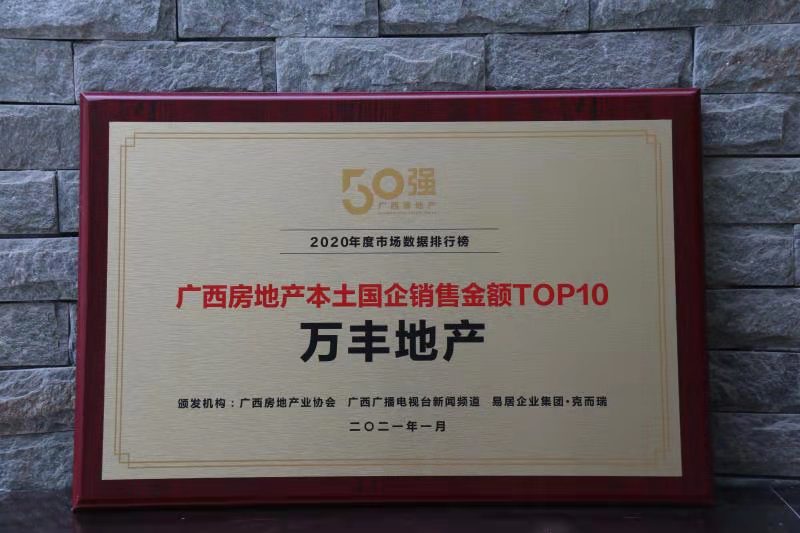 50强
广西房地产
2020年度市场数据排行榜
广西房地产本土国企销售金额TOP10
万丰地产
颁发机构：广西房地产业协会 广西广播电视台新闻频道 易居企业集团·克而瑞
二〇二一年一月